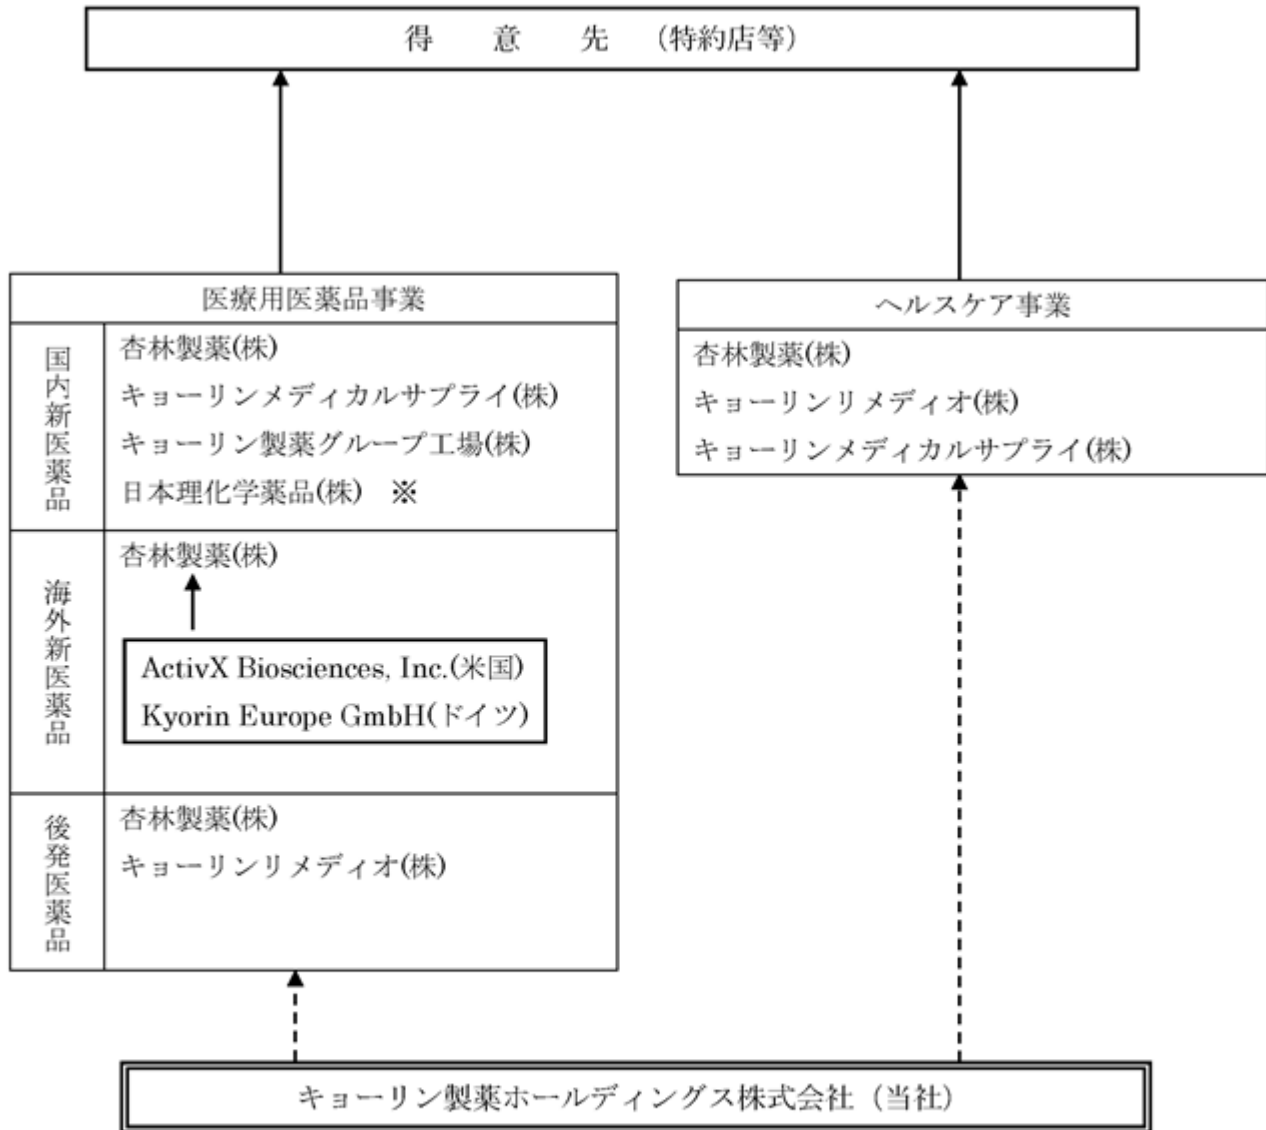 得 意 先 (特約店等)
医療用医薬品事業
国内新医薬品
杏林製薬(株)
キョーリンメディカルサプライ(株)
キョーリン製薬グループ工場(株)
日本理化学薬品(株) ※
海外新医薬品
杏林製薬(株)
ActivX Biosciences, Inc.(米国)
Kyorin Europe GmbH(ドイツ)
後発医薬品
杏林製薬(株)
キョーリンリメディオ(株)
ヘルスケア事業
杏林製薬(株)
キョーリンリメディオ(株)
キョーリンメディカルサプライ(株)
キョーリン製薬ホールディングス株式会社 (当社)